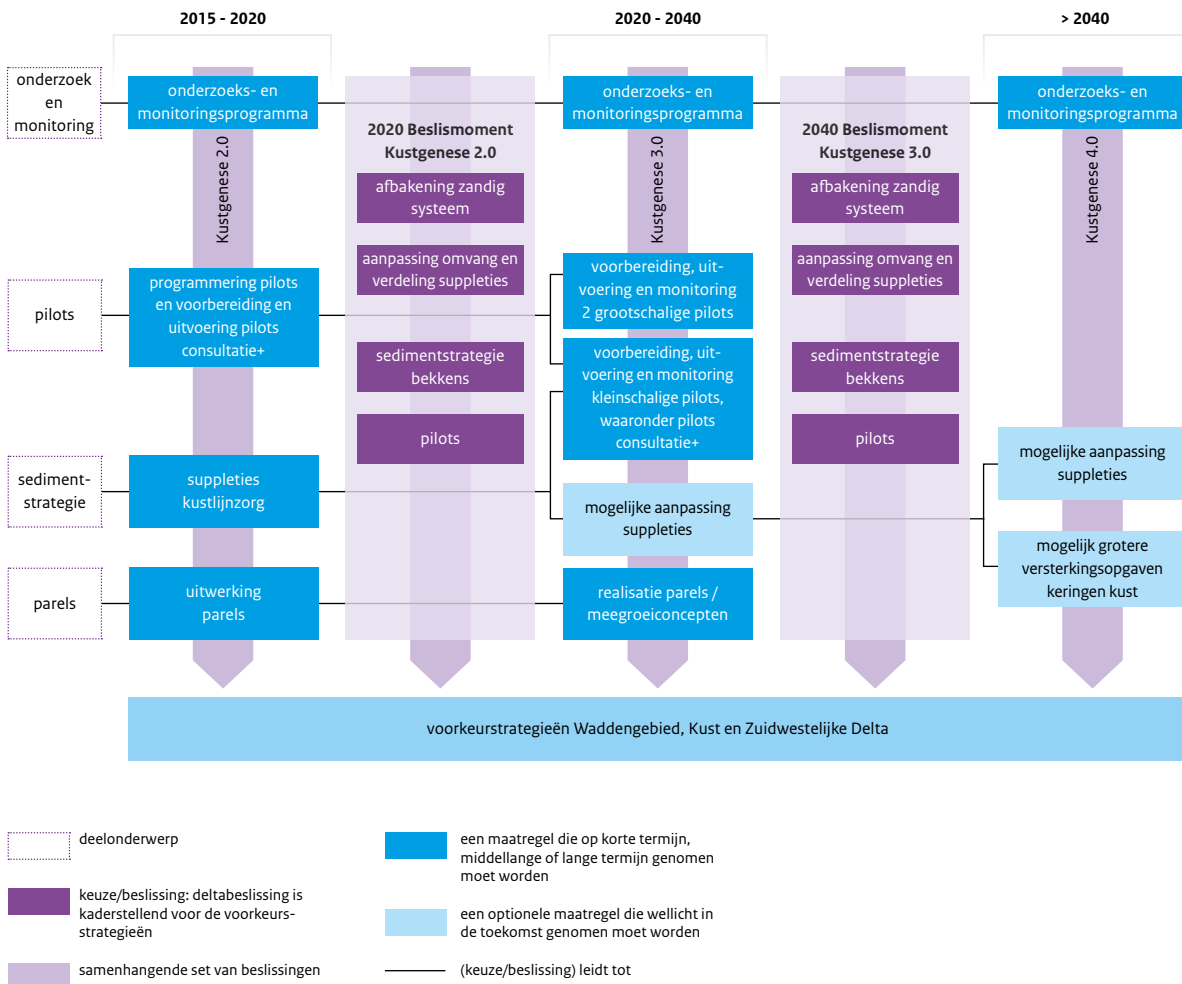 2015 - 2020
2020 - 2040
> 2040
onderzoek
en
monitoring
onderzoeks- en
monitoringsprogramma
Kustgenese 2.0
2020 Beslismoment
Kustgenese 2.0
afbakening zandig
systeem
aanpassing omvang en
verdeling suppleties
sedimentstrategie
bekkens
pilots
onderzoeks- en
monitoringsprogramma
Kustgenese 3.0
2040 Beslismoment
Kustgenese 3.0
afbakening zandig
systeem
aanpassing omvang en
verdeling suppleties
sedimentstrategie
bekkens
pilots
onderzoeks- en
monitoringsprogramma
Kustgenese 4.0
pilots
programmering pilots
en voorbereiding en
uitvoering pilots
consultatie+
voorbereiding, uit-
voering en monitoring
2 grootschalige pilots
voorbereiding, uit-
voering en monitoring
kleinschalige pilots,
waaronder pilots
consultatie+
sediment-
strategie
suppleties
kustlijnzorg
mogelijke aanpassing
suppleties
mogelijke aanpassing
suppleties
mogelijk grotere
versterkingsopgaven
keringen kust
parels
uitwerking
parels
realisatie parels /
meegroeiconcepten
voorkeurstrategieën Waddengebied, Kust en Zuidwestelijke Delta
deelonderwerp
keuze/beslissing: deltabeslissing is
kaderstellend voor de voorkeurs-
strategieën
samenhangende set van beslissingen
een maatregel die op korte termijn,
middellange of lange termijn genomen
moet worden
een optionele maatregel die wellicht in
de toekomst genomen moet worden
(keuze/beslissing) leidt tot